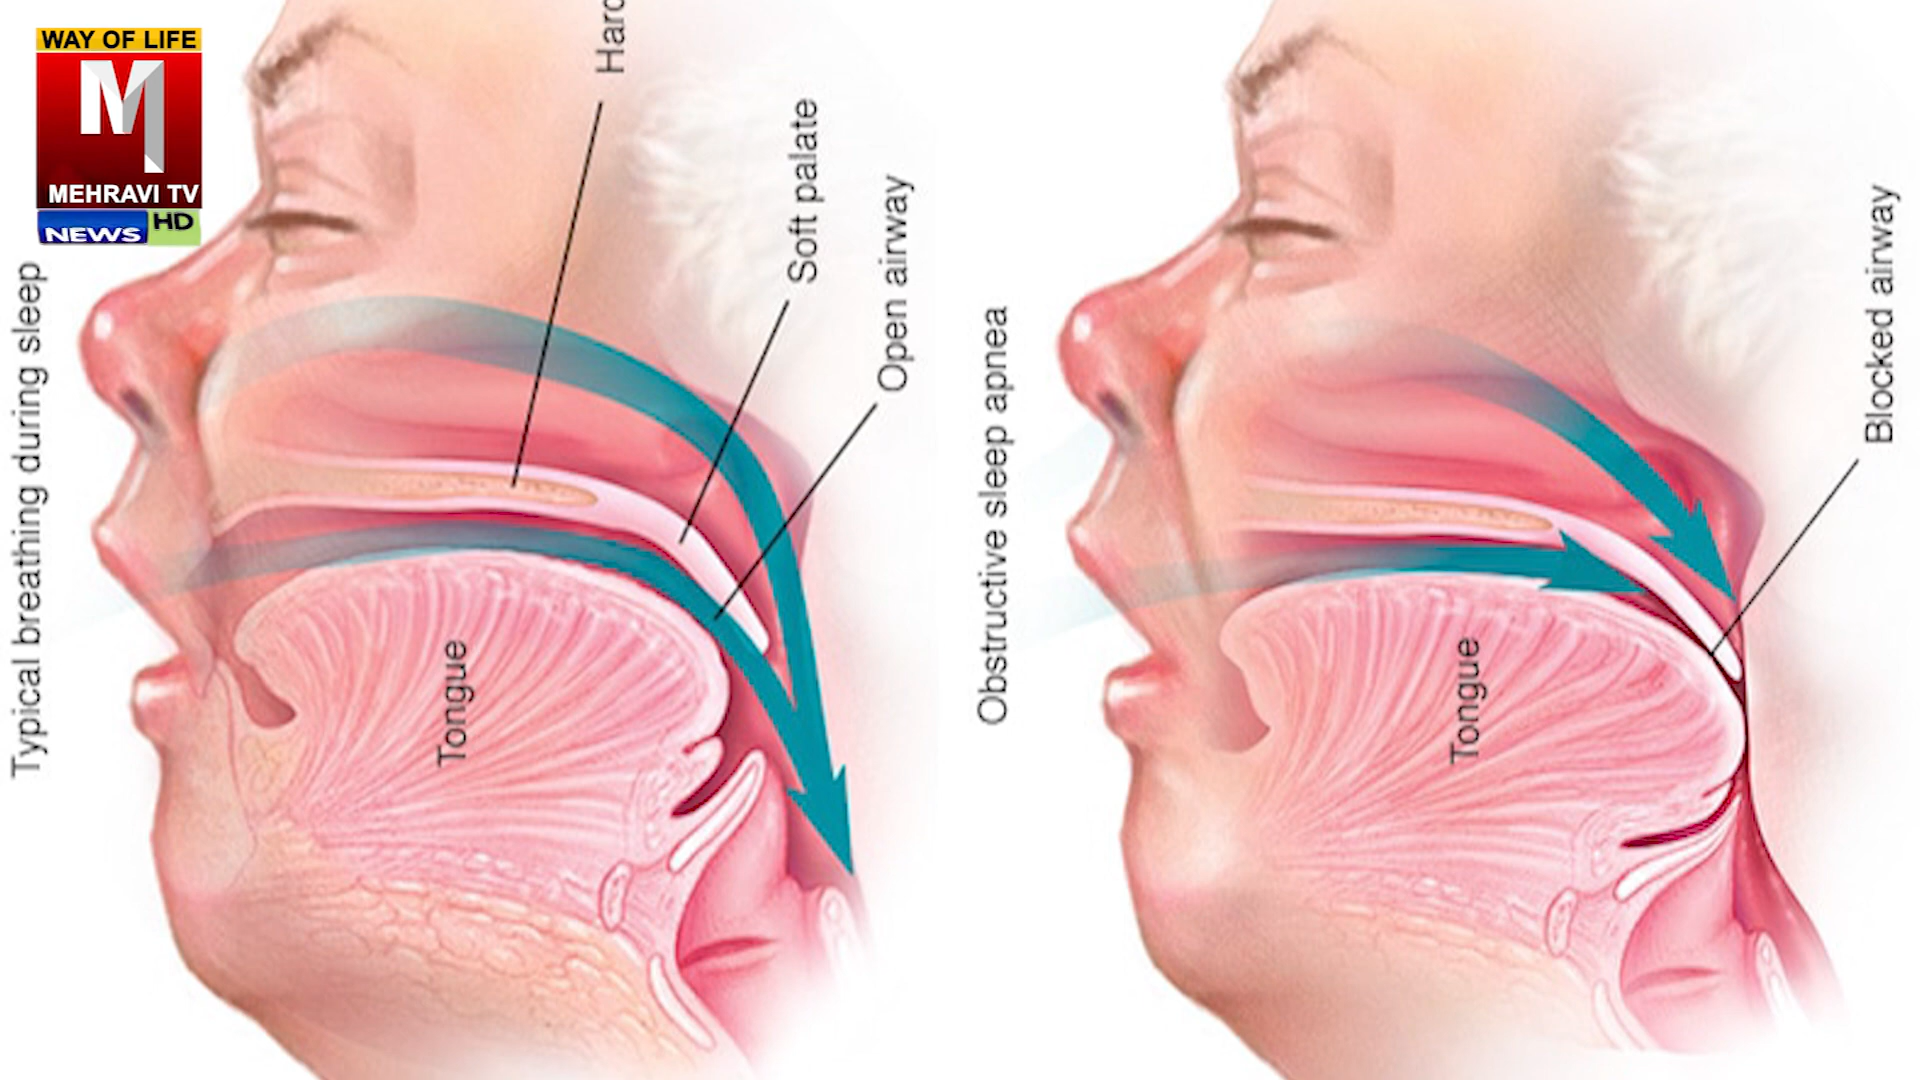 WAY OF LIFE
MEHRAVI TV
NEWS HD
Typical breathing during sleep
Soft palate
Open airway
Tongue
Obstructive sleep apnea
Blocked airway
Tongue